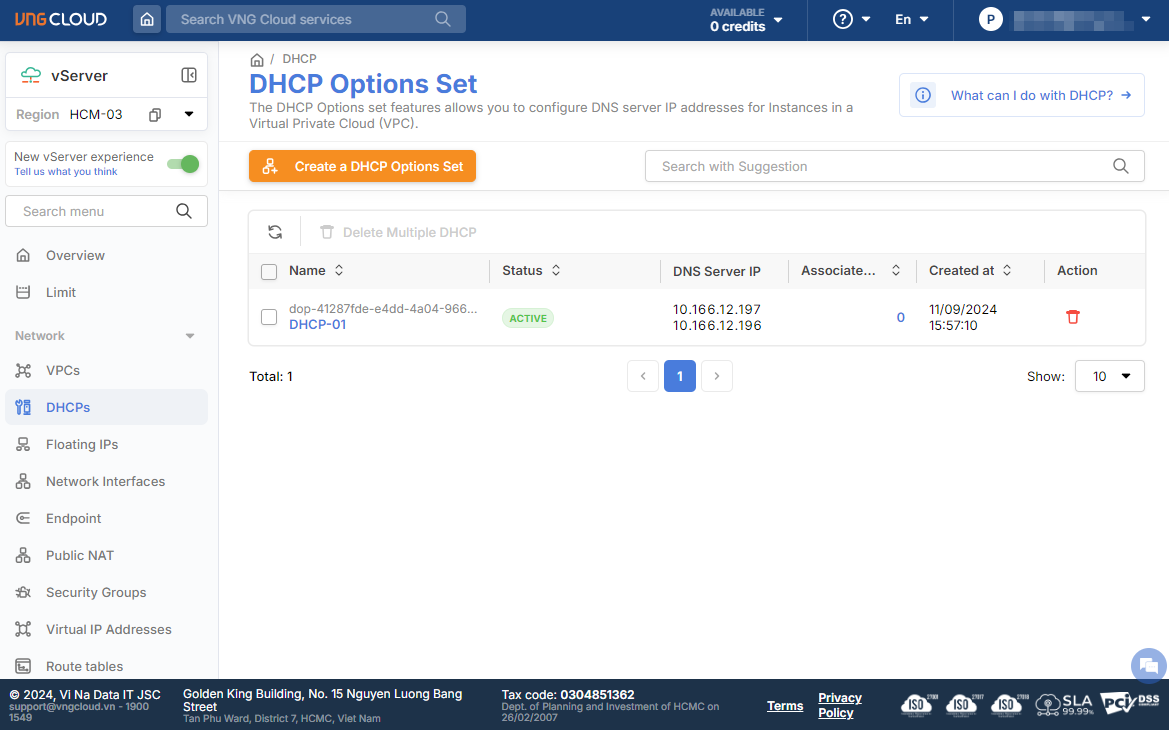 VNG CLOUD
Search VNG Cloud services
AVAILABLE
0 credits
?
En
P
vServer
Region HCM-03
New vServer experience
Tell us what you think
Search menu
Overview
Limit
Network
VPCs
DHCPs
Floating IPs
Network Interfaces
Endpoint
Public NAT
Security Groups
Virtual IP Addresses
Route tables
/ DHCP
DHCP Options Set
The DHCP Options set features allows you to configure DNS server IP addresses for Instances in a
Virtual Private Cloud (VPC).
What can I do with DHCP?
Create a DHCP Options Set
Search with Suggestion
Delete Multiple DHCP
Name Status DNS Server IP Associate... Created at Action
dop-41287fde-e4dd-4a04-966...
DHCP-01
ACTIVE
10.166.12.197
10.166.12.196
0
11/09/2024
15:57:10
Total: 1
1
Show: 10
© 2024, Vi Na Data IT JSC
support@vngcloud.vn - 1900
1549
Golden King Building, No. 15 Nguyen Luong Bang
Street
Tan Phu Ward, District 7, HCMC, Viet Nam
Tax code: 0304851362
Dept. of Planning and Investment of HCMC on
26/02/2007
Terms
Privacy
Policy
ISO 27001
ISO 27017
ISO 27018
SLA
99.99%
PCI DSS
COMPLIANT